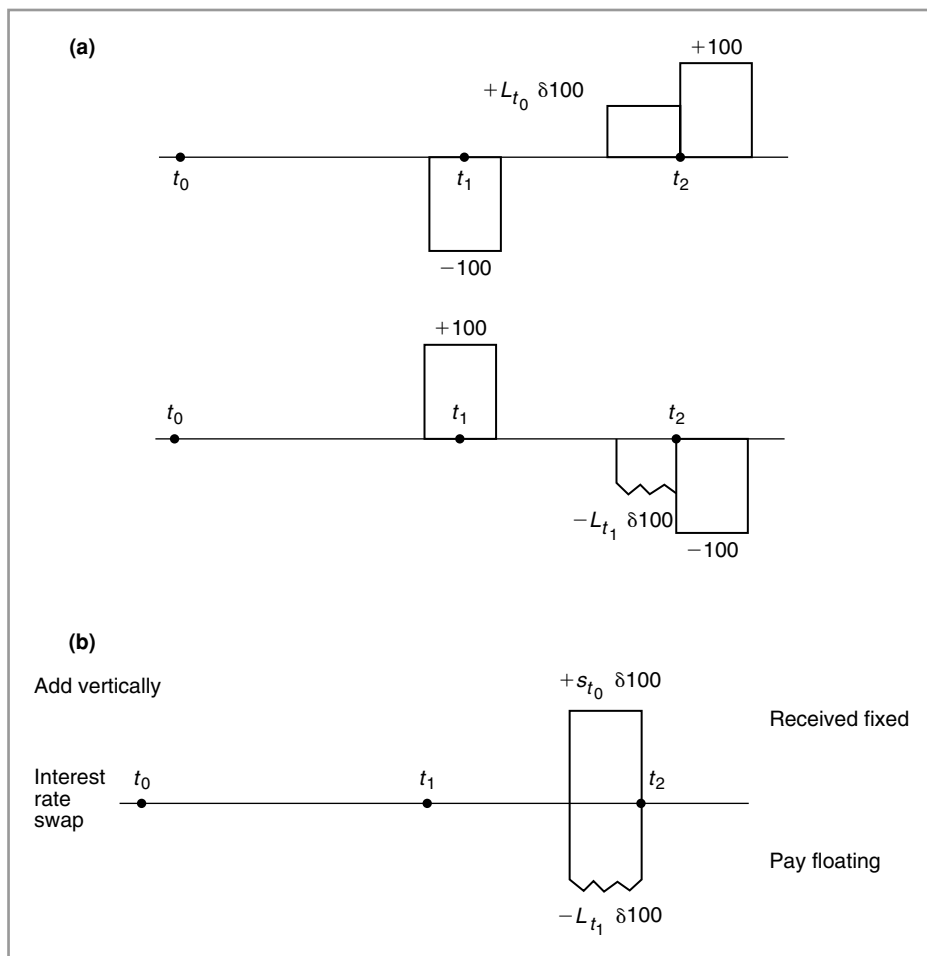 (a)
+100
+L_{t_0} δ100
t_0
t_1
t_2
−100
+100
t_0
t_1
t_2
−L_{t_1} δ100
−100
(b)
Add vertically
+s_{t_0} δ100
Received fixed
Interest
rate
swap
t_0
t_1
t_2
Pay floating
−L_{t_1} δ100